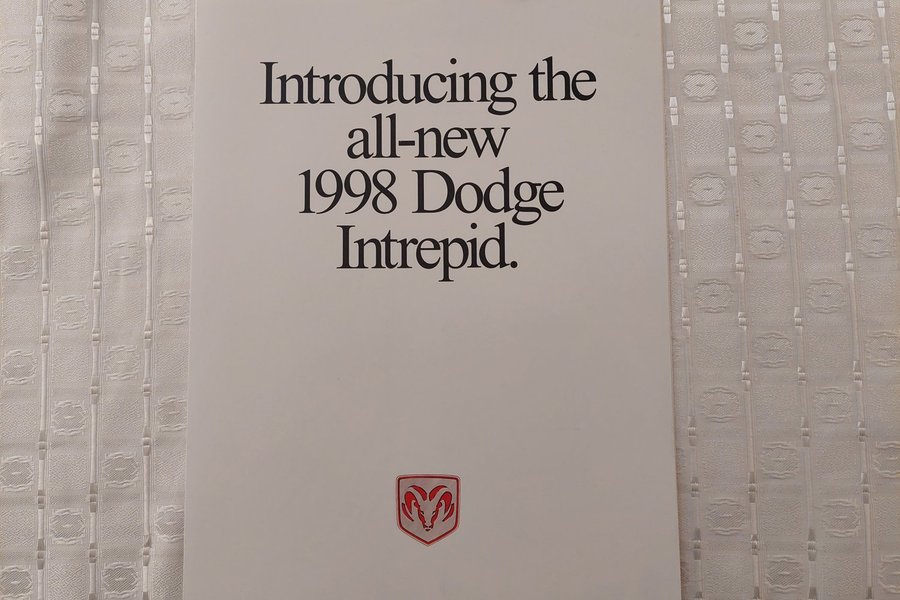 Introducing the
all-new
1998 Dodge
Intrepid.